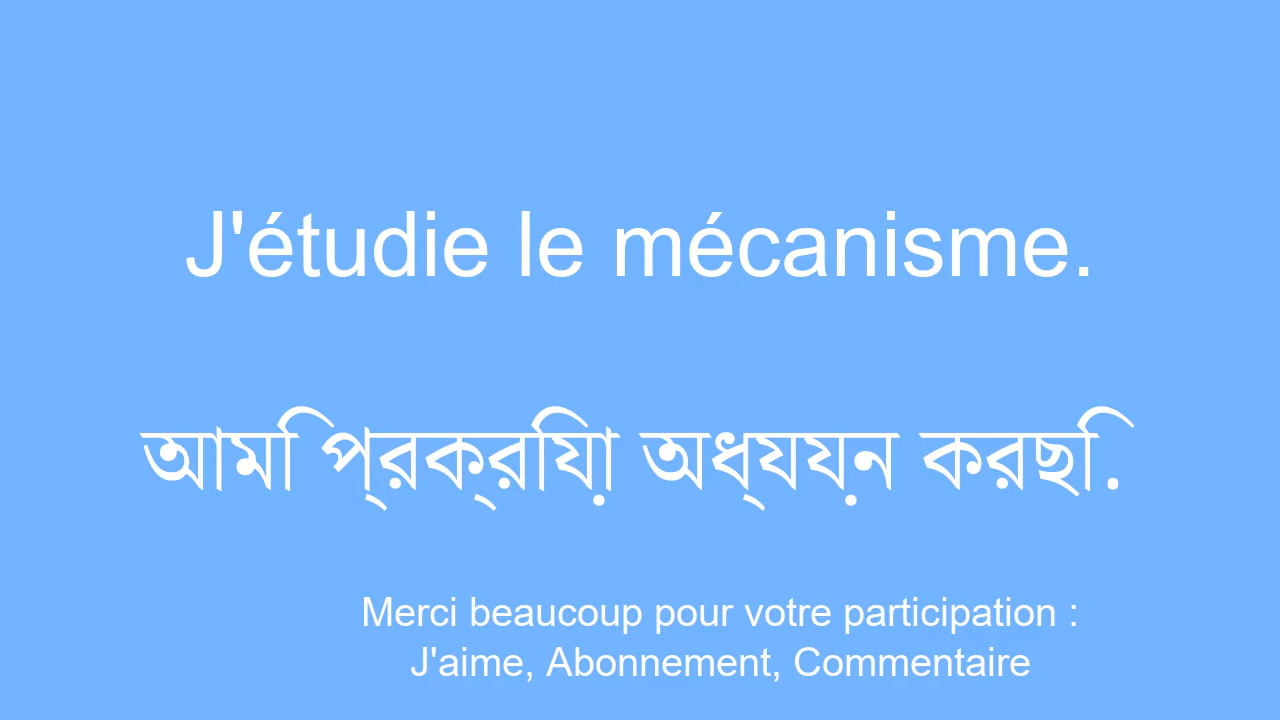 J'étudie le mécanisme.
আমি প্রক্রিয়া অধ্যয়ন করছি.
Merci beaucoup pour votre participation :
J'aime, Abonnement, Commentaire